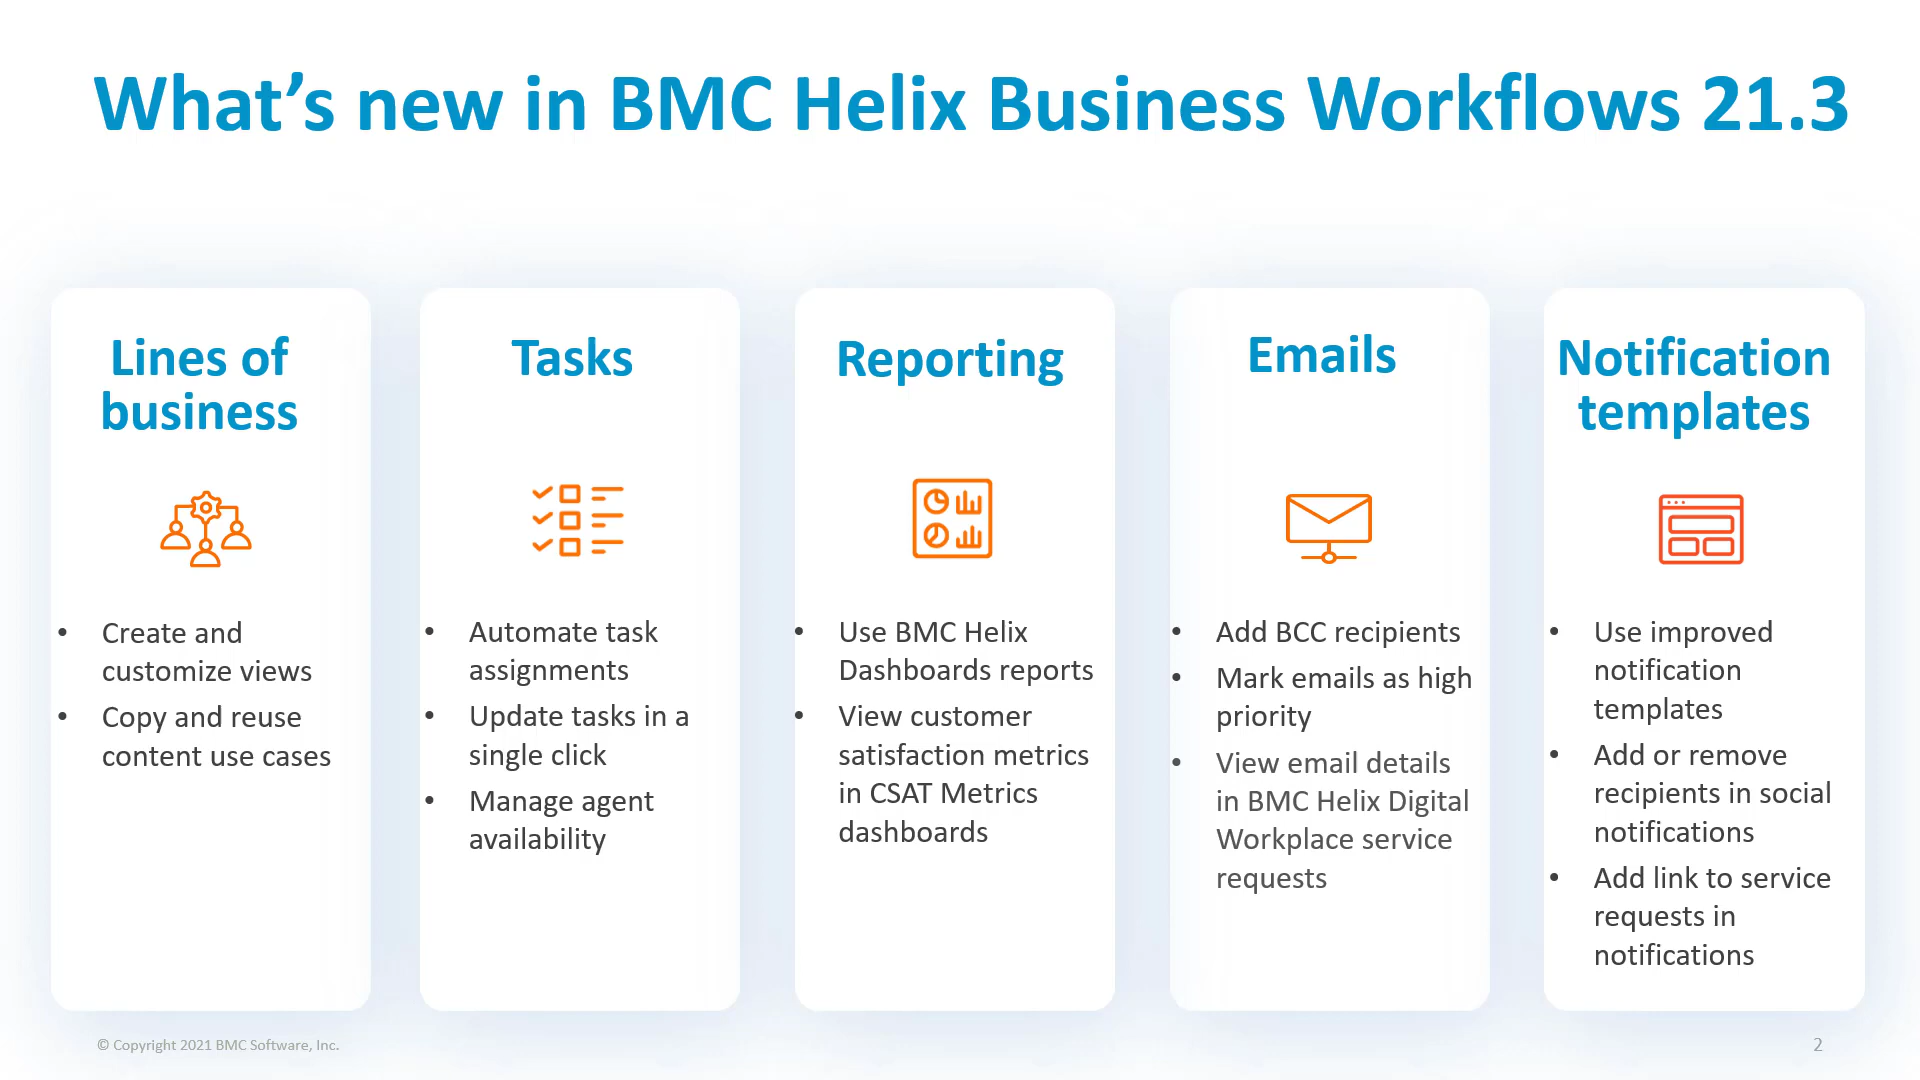 What’s new in BMC Helix Business Workflows 21.3
Lines of
business
• Create and
customize views
• Copy and reuse
content use cases
Tasks
• Automate task
assignments
• Update tasks in a
single click
• Manage agent
availability
Reporting
• Use BMC Helix
Dashboards reports
• View customer
satisfaction metrics
in CSAT Metrics
dashboards
Emails
• Add BCC recipients
• Mark emails as high
priority
• View email details
in BMC Helix Digital
Workplace service
requests
Notification
templates
• Use improved
notification
templates
• Add or remove
recipients in social
notifications
• Add link to service
requests in
notifications
© Copyright 2021 BMC Software, Inc.
2